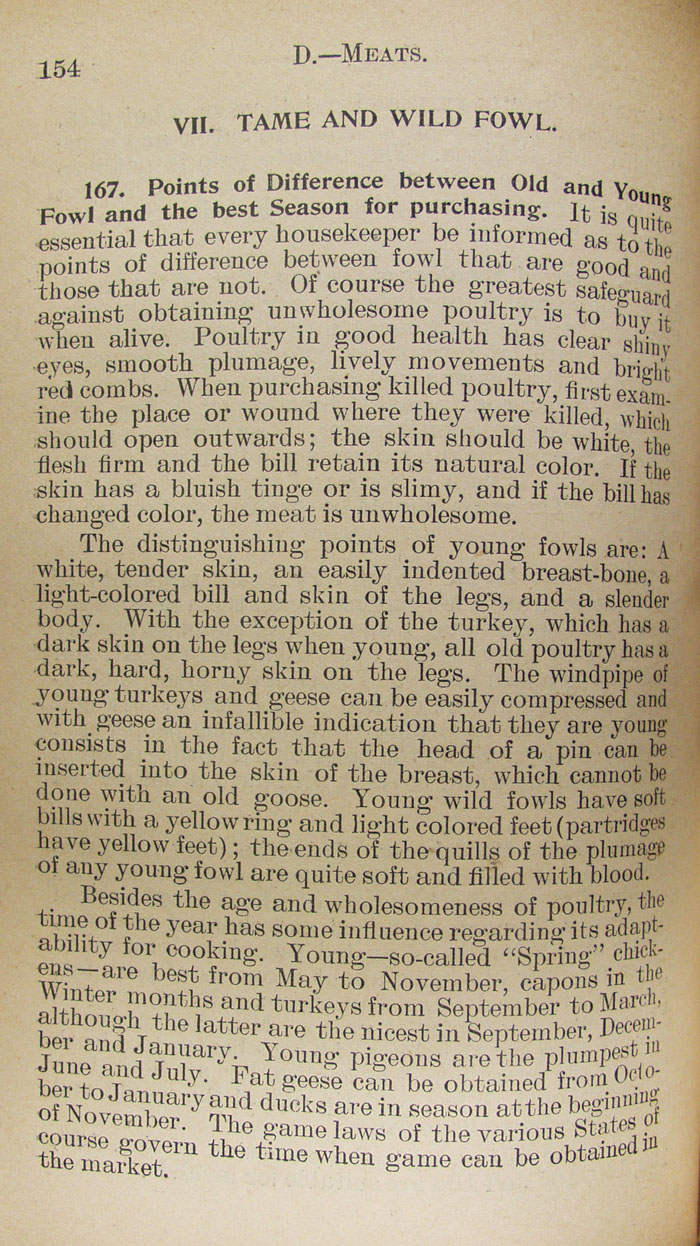 154
D.—MEATS.
VII. TAME AND WILD FOWL.
167. Points of Difference between Old and Young
Fowl and the best Season for purchasing. It is quite
essential that every housekeeper be informed as to the
points of difference between fowl that are good and
those that are not. Of course the greatest safeguard
against obtaining unwholesome poultry is to buy it
when alive. Poultry in good health has clear shiny
eyes, smooth plumage, lively movements and bright
red combs. When purchasing killed poultry, first exam-
ine the place or wound where they were killed, which
should open outwards; the skin should be white, the
flesh firm and the bill retain its natural color. If the
skin has a bluish tinge or is slimy, and if the bill has
changed color, the meat is unwholesome.
The distinguishing points of young fowls are: A
white, tender skin, an easily indented breast-bone, a
light-colored bill and skin of the legs, and a slender
body. With the exception of the turkey, which has a
dark skin on the legs when young, all old poultry has a
dark, hard, horny skin on the legs. The windpipe of
young turkeys and geese can be easily compressed and
with geese an infallible indication that they are young
consists in the fact that the head of a pin can be
inserted into the skin of the breast, which cannot be
done with an old goose. Young wild fowls have soft
bills with a yellow ring and light colored feet (partridges
have yellow feet); the ends of the quills of the plumage
of any young fowl are quite soft and filled with blood.
Besides the age and wholesomeness of poultry, the
time of the year has some influence regarding its adapt-
ability for cooking. Young—so-called "Spring" chick-
ens—are best from May to November, capons in the
Winter months and turkeys from September to March,
although the latter are the nicest in September, Decem-
ber and January. Young pigeons are the plumpest in
June and July. Fat geese can be obtained from Octo-
ber to January and ducks are in season at the beginning
of November. The game laws of the various States of
course govern the time when game can be obtained in
the market.